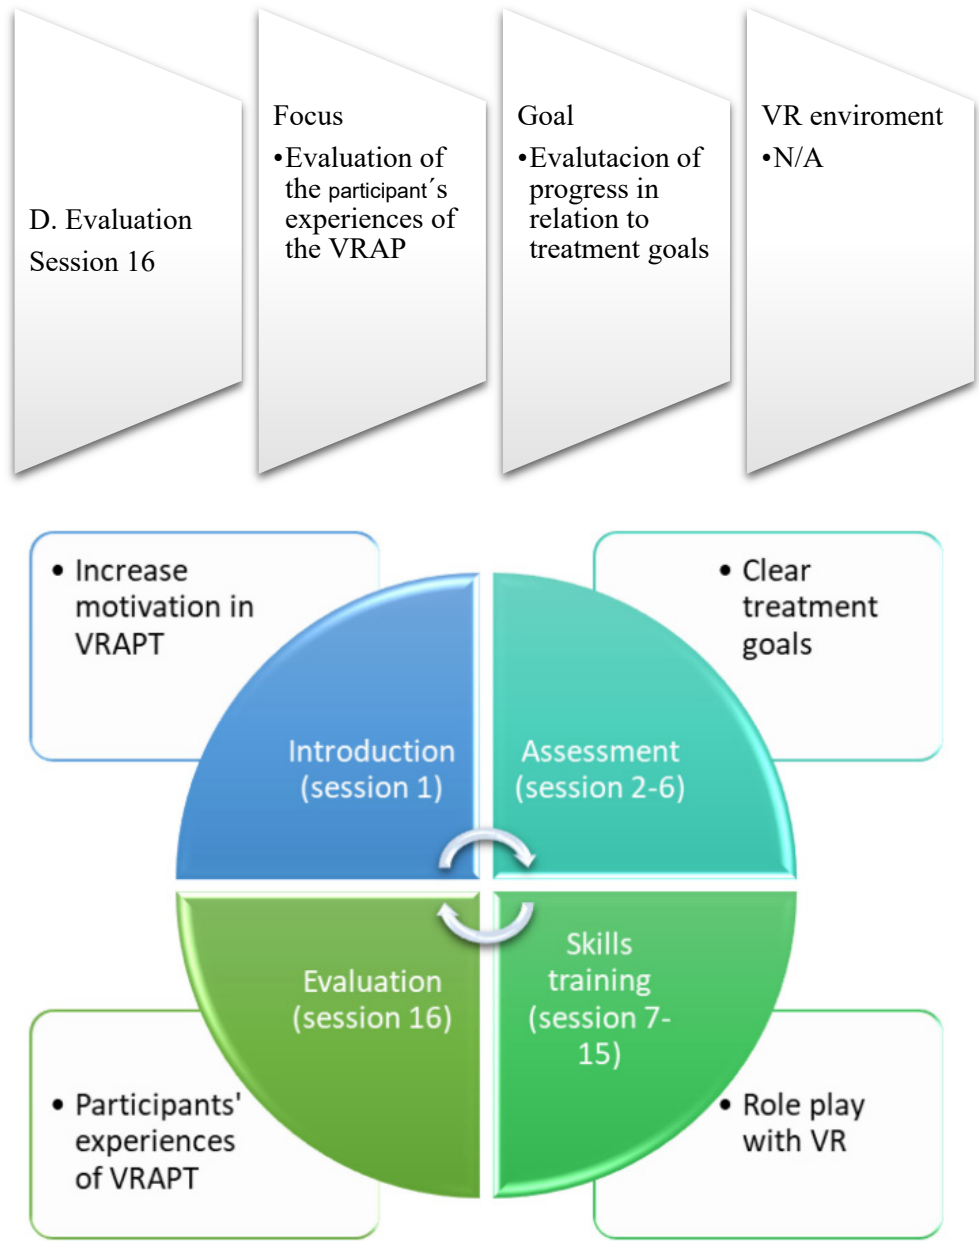 D. Evaluation
Session 16
Focus
•Evaluation of
the participant´s
experiences of
the VRAP
Goal
•Evalutacion of
progress in
relation to
treatment goals
VR enviroment
•N/A
• Increase
motivation in
VRAPT
• Clear
treatment
goals
Introduction
(session 1)
Assessment
(session 2-6)
Evaluation
(session 16)
Skills
training
(session 7-
15)
• Participants'
experiences
of VRAPT
• Role play
with VR